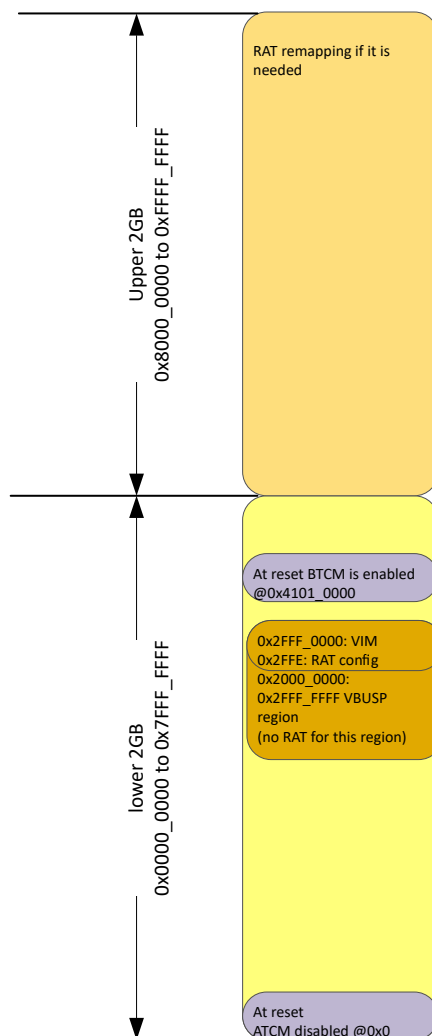 RAT remapping if it is
needed
Upper 2GB
0x8000_0000 to 0xFFFF_FFFF
At reset BTCM is enabled
@0x4101_0000
0x2FFF_0000: VIM
0x2FFE: RAT config
0x2000_0000:
0x2FFF_FFFF VBUSP
region
(no RAT for this region)
lower 2GB
0x0000_0000 to 0x7FFF_FFFF
At reset
ATCM disabled @0x0